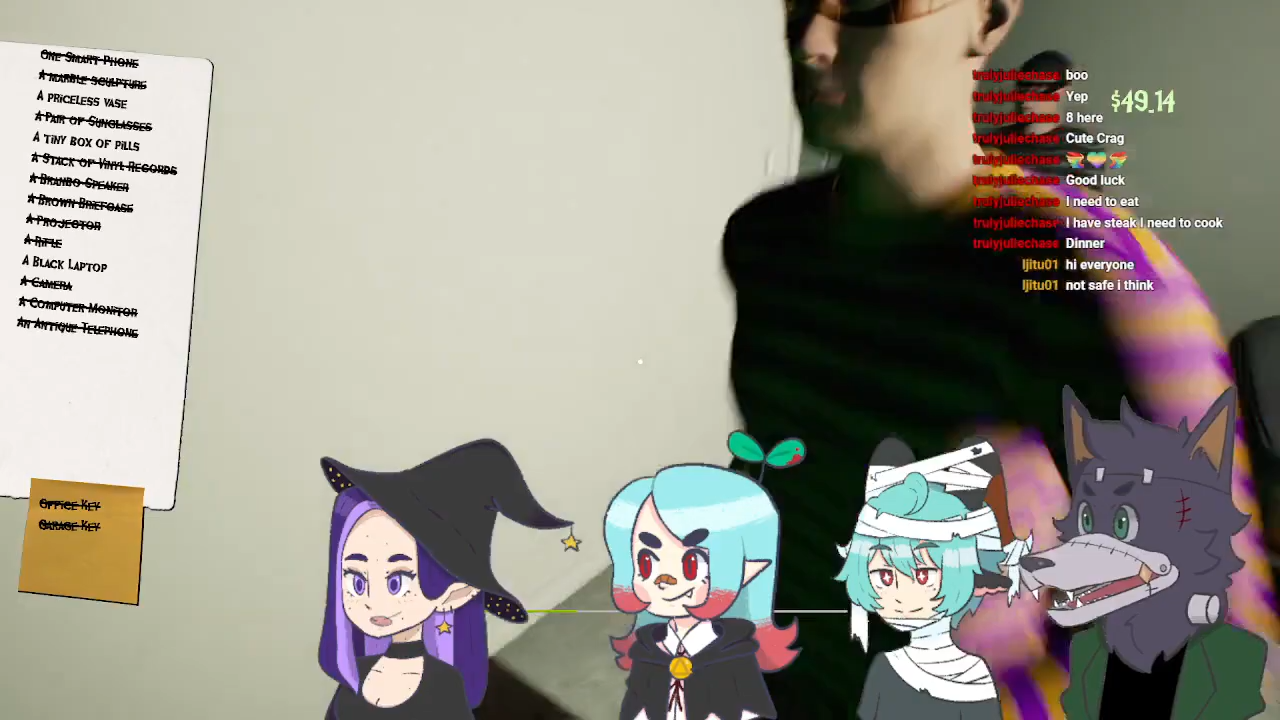 One Smart Phone
A marble sculpture
A priceless vase
A Pair of Sunglasses
A tiny box of pills
A Stack of Vinyl Records
A Branbo Speaker
A Brown Briefcase
A Projector
A Rifle
A Black Laptop
A Camera
A Computer Monitor
An Antique Telephone
Office Key
Garage Key
trulyjuliechase boo
trulyjuliechase Yep
$49.14
trulyjuliechase 8 here
trulyjuliechase Cute Crag
trulyjuliechase
trulyjuliechase Good luck
trulyjuliechase I need to eat
trulyjuliechase I have steak I need to cook
trulyjuliechase Dinner
ljitu01 hi everyone
ljitu01 not safe i think